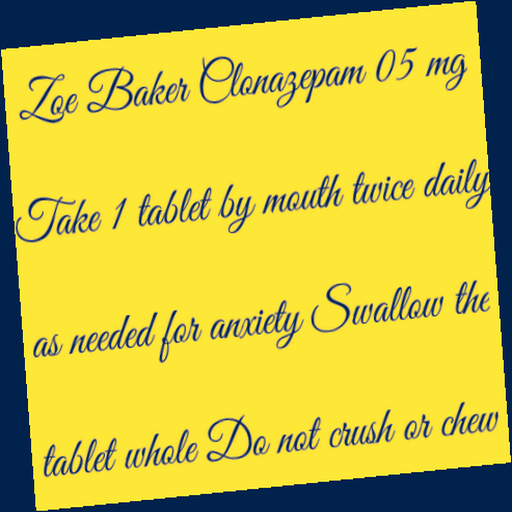 Zoe Baker Clonazepam 05 mg
Take 1 tablet by mouth twice daily
as needed for anxiety Swallow the
tablet whole Do not crush or chew